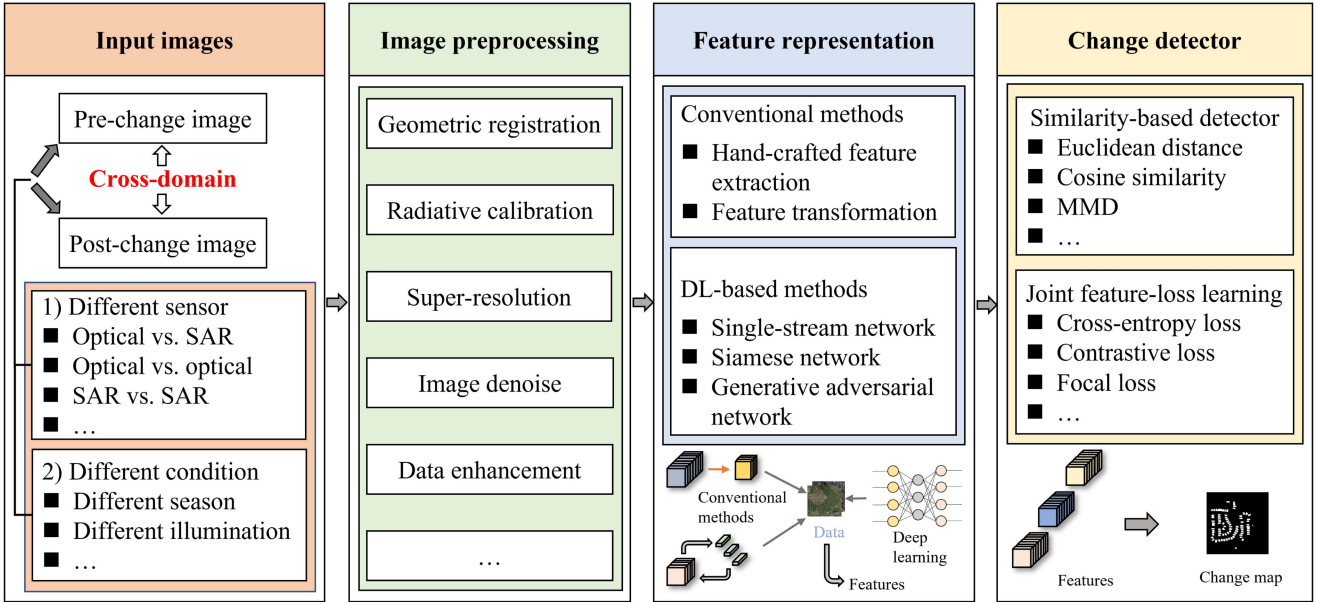 Input images
Pre-change image
Cross-domain
Post-change image
1) Different sensor
Optical vs. SAR
Optical vs. optical
SAR vs. SAR
…
2) Different condition
Different season
Different illumination
…
Image preprocessing
Geometric registration
Radiative calibration
Super-resolution
Image denoise
Data enhancement
…
Feature representation
Conventional methods
Hand-crafted feature
extraction
Feature transformation
DL-based methods
Single-stream network
Siamese network
Generative adversarial
network
Conventional
methods
Data
Deep
learning
Features
Change detector
Similarity-based detector
Euclidean distance
Cosine similarity
MMD
…
Joint feature-loss learning
Cross-entropy loss
Contrastive loss
Focal loss
…
Features
Change map